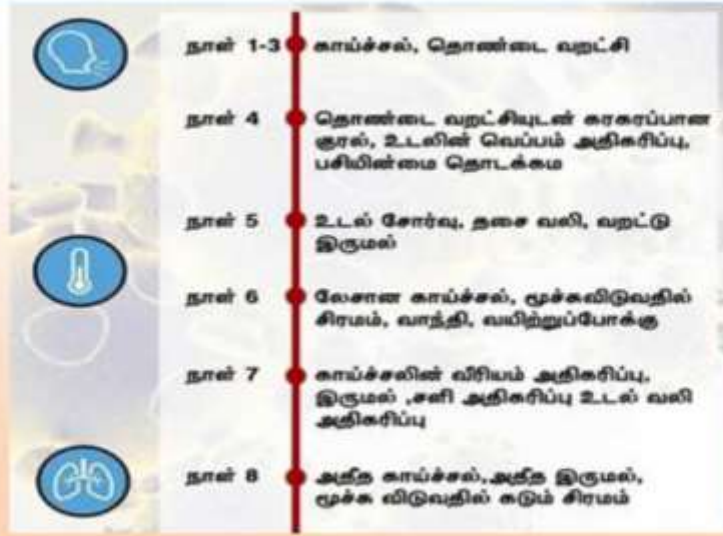 நாள் 1-3 காய்ச்சல், தொண்டை வறட்சி
நாள் 4 தொண்டை வறட்சியுடன் கரகரப்பான
குரல், உடலின் வெப்பம் அதிகரிப்பு,
பசியின்மை தொடக்கம
நாள் 5 உடல் சோர்வு, தசை வலி, வறட்டு
இருமல்
நாள் 6 லேசான காய்ச்சல், மூச்சுவிடுவதில்
சிரமம், வாந்தி, வயிற்றுப்போக்கு
நாள் 7 காய்ச்சலின் வீரியம் அதிகரிப்பு,
இருமல் ,சளி அதிகரிப்பு உடல் வலி
அதிகரிப்பு
நாள் 8 அதீத காய்ச்சல்,அதீத இருமல்,
மூச்சு விடுவதில் கடும் சிரமம்